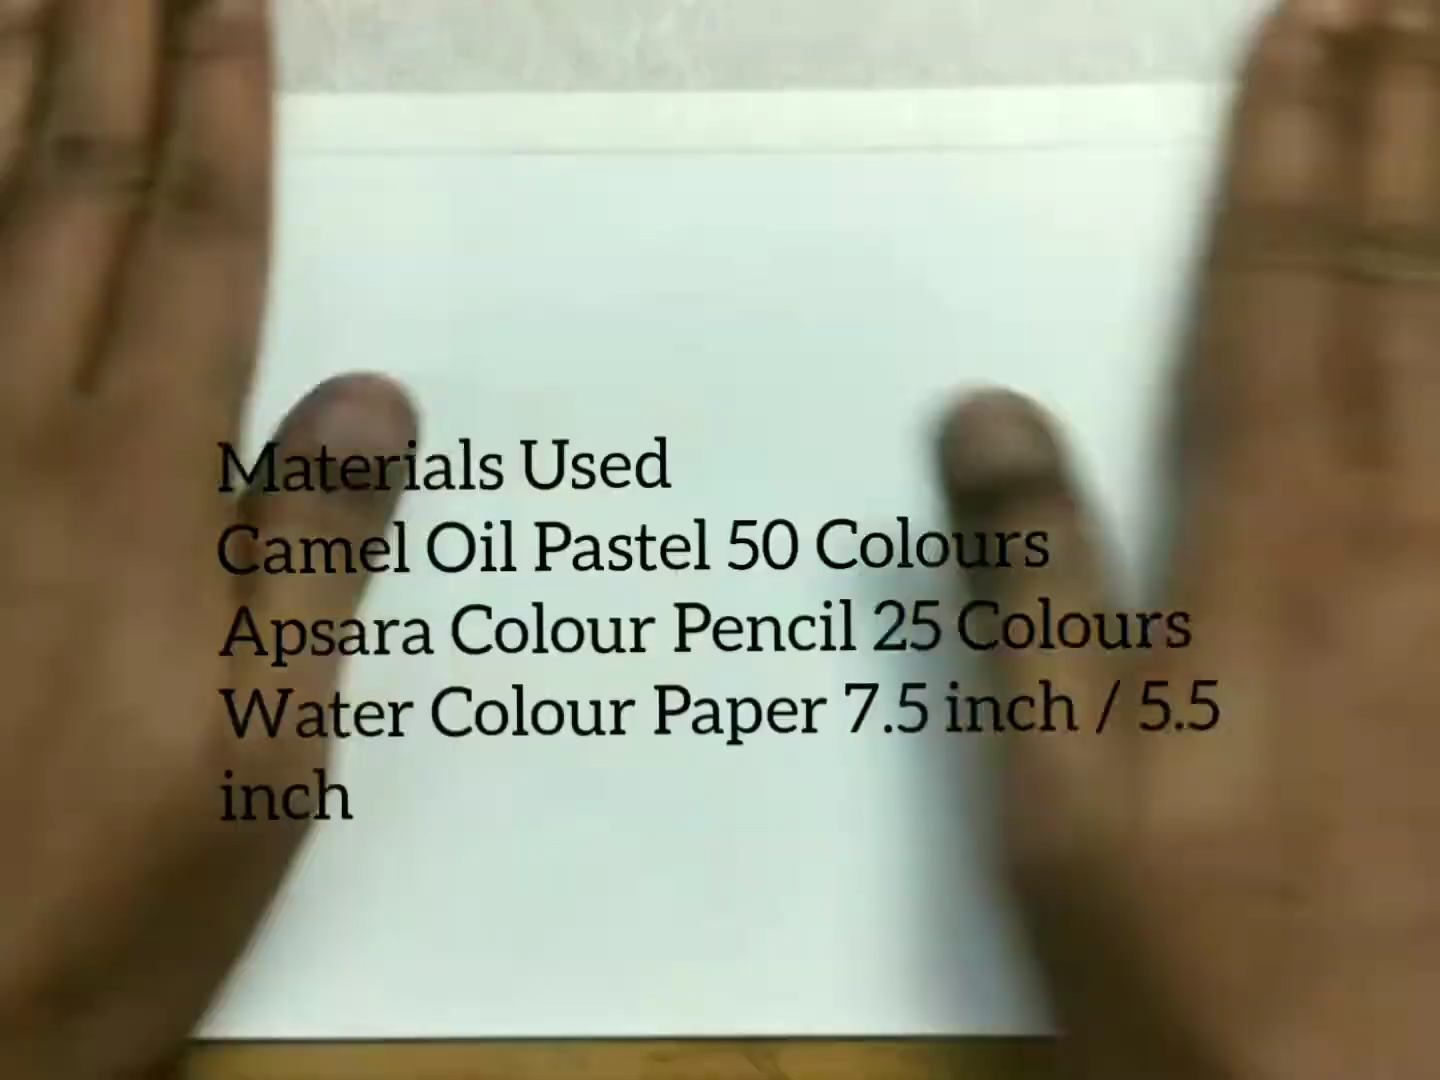 Materials Used
Camel Oil Pastel 50 Colours
Apsara Colour Pencil 25 Colours
Water Colour Paper 7.5 inch / 5.5
inch